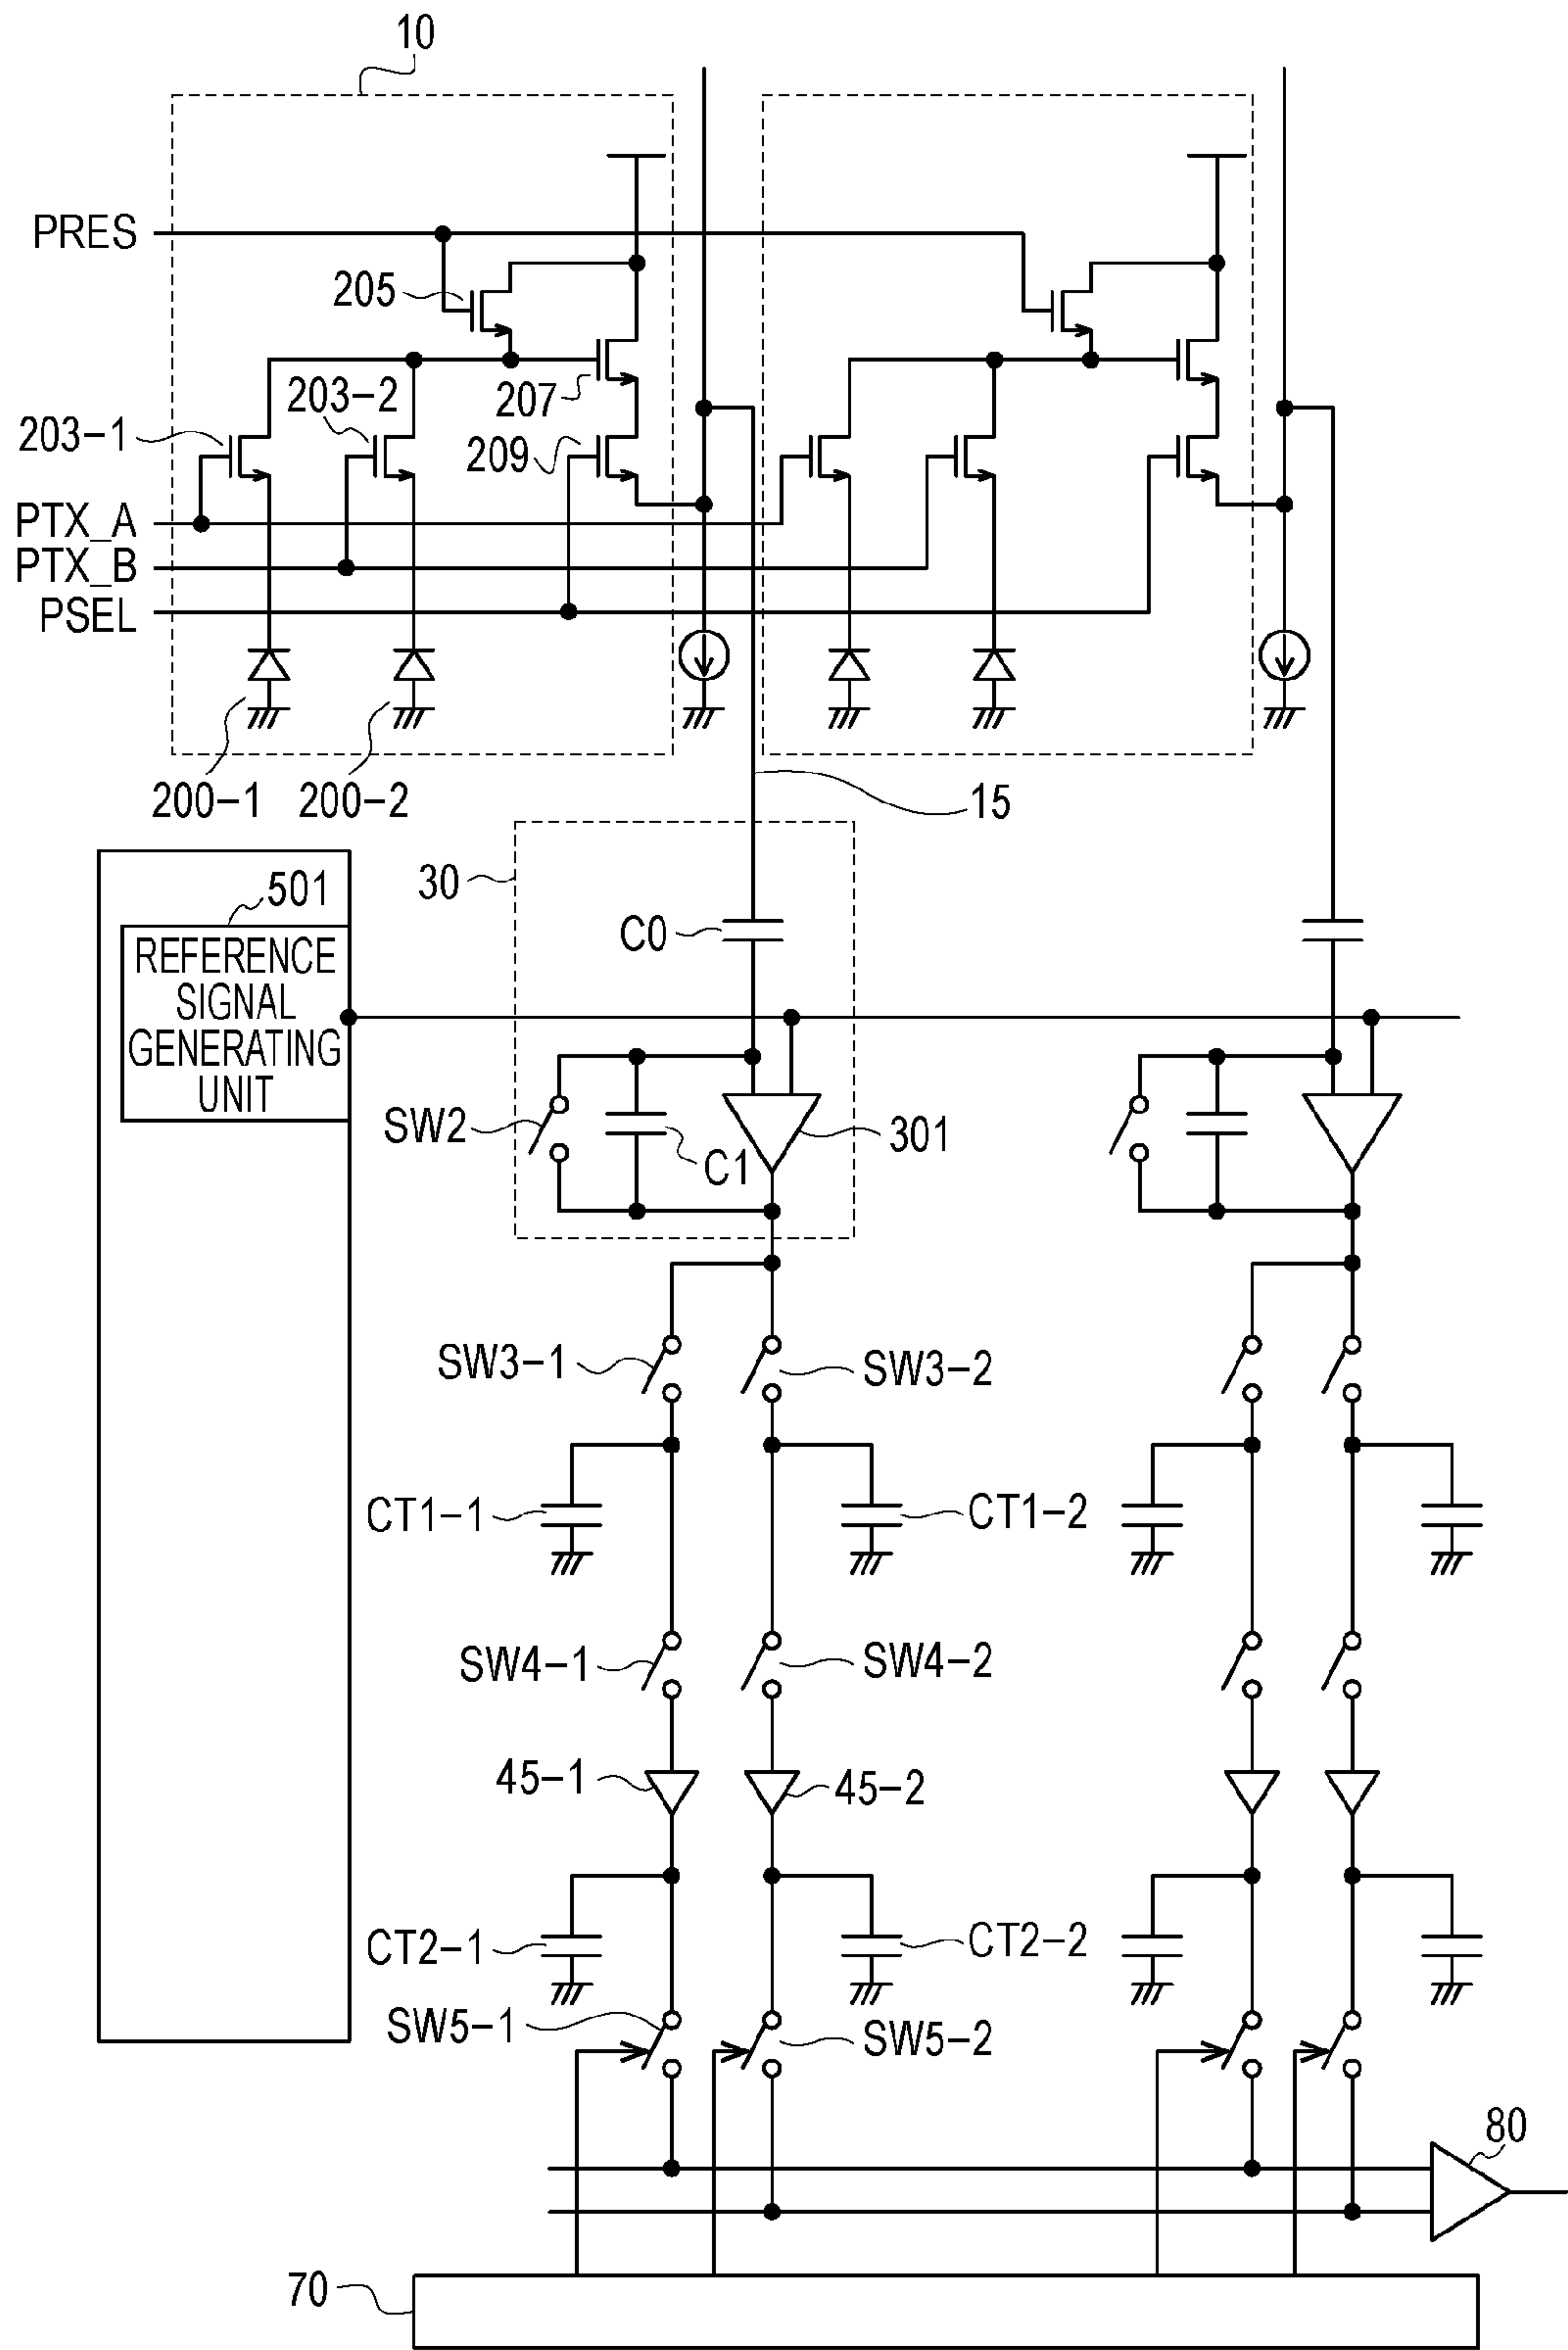 10
PRES
205
203-2
207
203-1
209
PTX_A
PTX_B
PSEL
200-1
200-2
15
30
501
C0
REFERENCE
SIGNAL
GENERATING
UNIT
SW2
C1
301
SW3-1
SW3-2
CT1-1
CT1-2
SW4-1
SW4-2
45-1
45-2
CT2-1
CT2-2
SW5-1
SW5-2
80
70